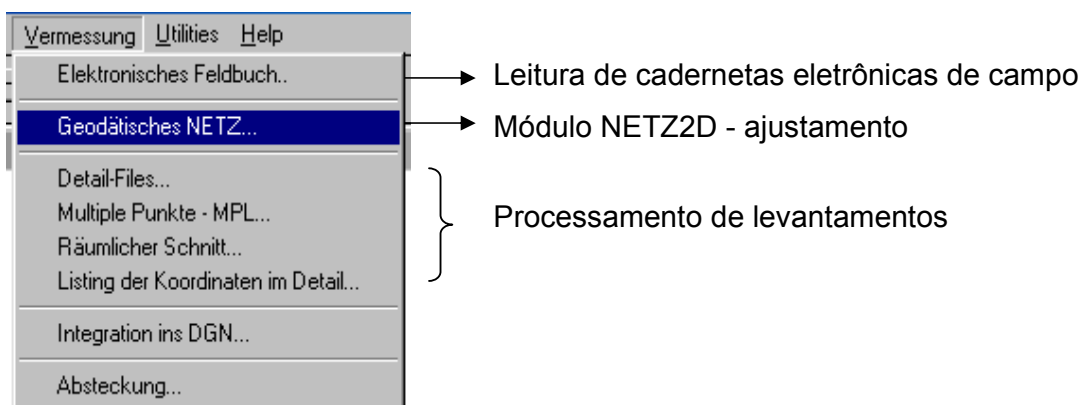 Vermessung Utilities Help
Elektronisches Feldbuch..
Leitura de cadernetas eletrônicas de campo
Geodätisches NETZ...
Módulo NETZ2D - ajustamento
Detail-Files...
Multiple Punkte - MPL...
Räumlicher Schnitt...
Listing der Koordinaten im Detail...
Processamento de levantamentos
Integration ins DGN...
Absteckung...